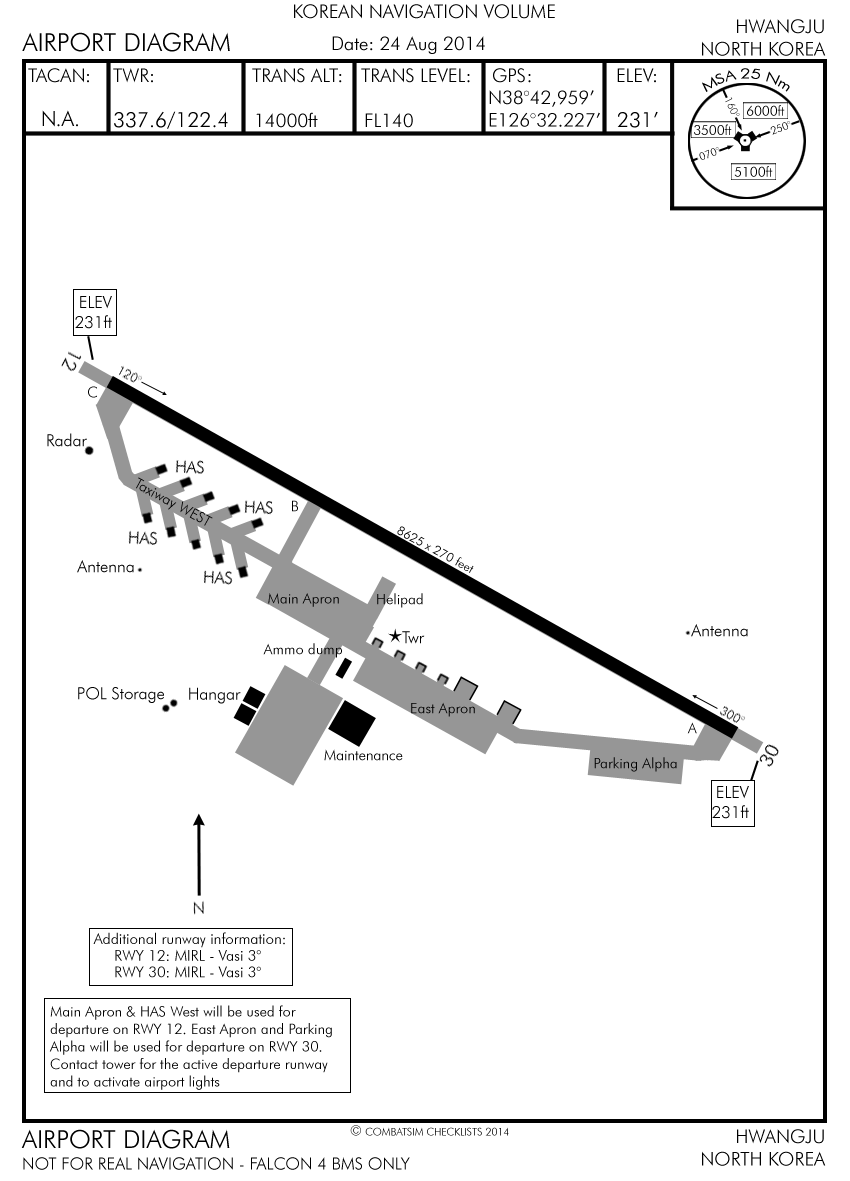 KOREAN NAVIGATION VOLUME
AIRPORT DIAGRAM
Date: 24 Aug 2014
HWANGJU
NORTH KOREA
TACAN:
N.A.
TWR:
337.6/122.4
TRANS ALT:
14000ft
TRANS LEVEL:
FL140
GPS:
N38°42,959’
E126°32.227’
ELEV:
231’
MSA 25 Nm
160°
6000ft
3500ft
250°
070°
5100ft
ELEV
231ft
12
120°
C
Radar
HAS
Taxiway WEST
HAS
B
HAS
8625 x 270 feet
Antenna
HAS
Main Apron
Helipad
Twr
Antenna
Ammo dump
POL Storage
Hangar
East Apron
300°
A
Maintenance
Parking Alpha
30
ELEV
231ft
N
Additional runway information:
RWY 12: MIRL - Vasi 3°
RWY 30: MIRL - Vasi 3°
Main Apron & HAS West will be used for
departure on RWY 12. East Apron and Parking
Alpha will be used for departure on RWY 30.
Contact tower for the active departure runway
and to activate airport lights
© COMBATSIM CHECKLISTS 2014
AIRPORT DIAGRAM
NOT FOR REAL NAVIGATION - FALCON 4 BMS ONLY
HWANGJU
NORTH KOREA